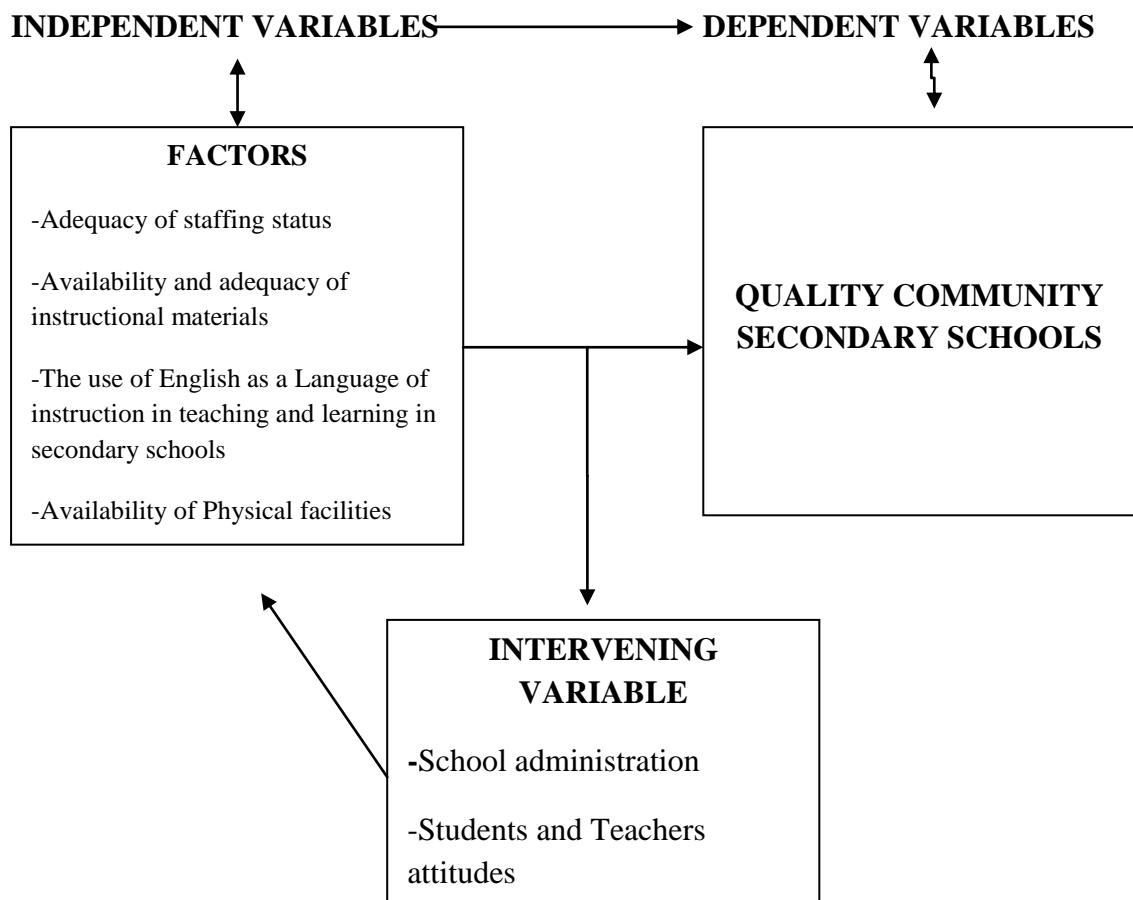 INDEPENDENT VARIABLES
DEPENDENT VARIABLES
FACTORS
-Adequacy of staffing status
-Availability and adequacy of
instructional materials
-The use of English as a Language of
instruction in teaching and learning in
secondary schools
-Availability of Physical facilities
QUALITY COMMUNITY
SECONDARY SCHOOLS
INTERVENING
VARIABLE
-School administration
-Students and Teachers
attitudes